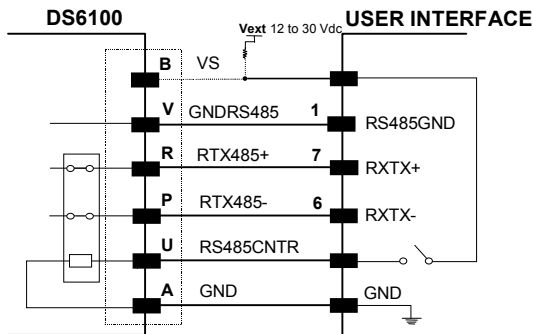 DS6100 USER INTERFACE
Vext 12 to 30 Vdc
B VS
V GNDRS485 1 RS485GND
R RTX485+ 7 RXTX+
P RTX485- 6 RXTX-
U RS485CNTR
A GND GND